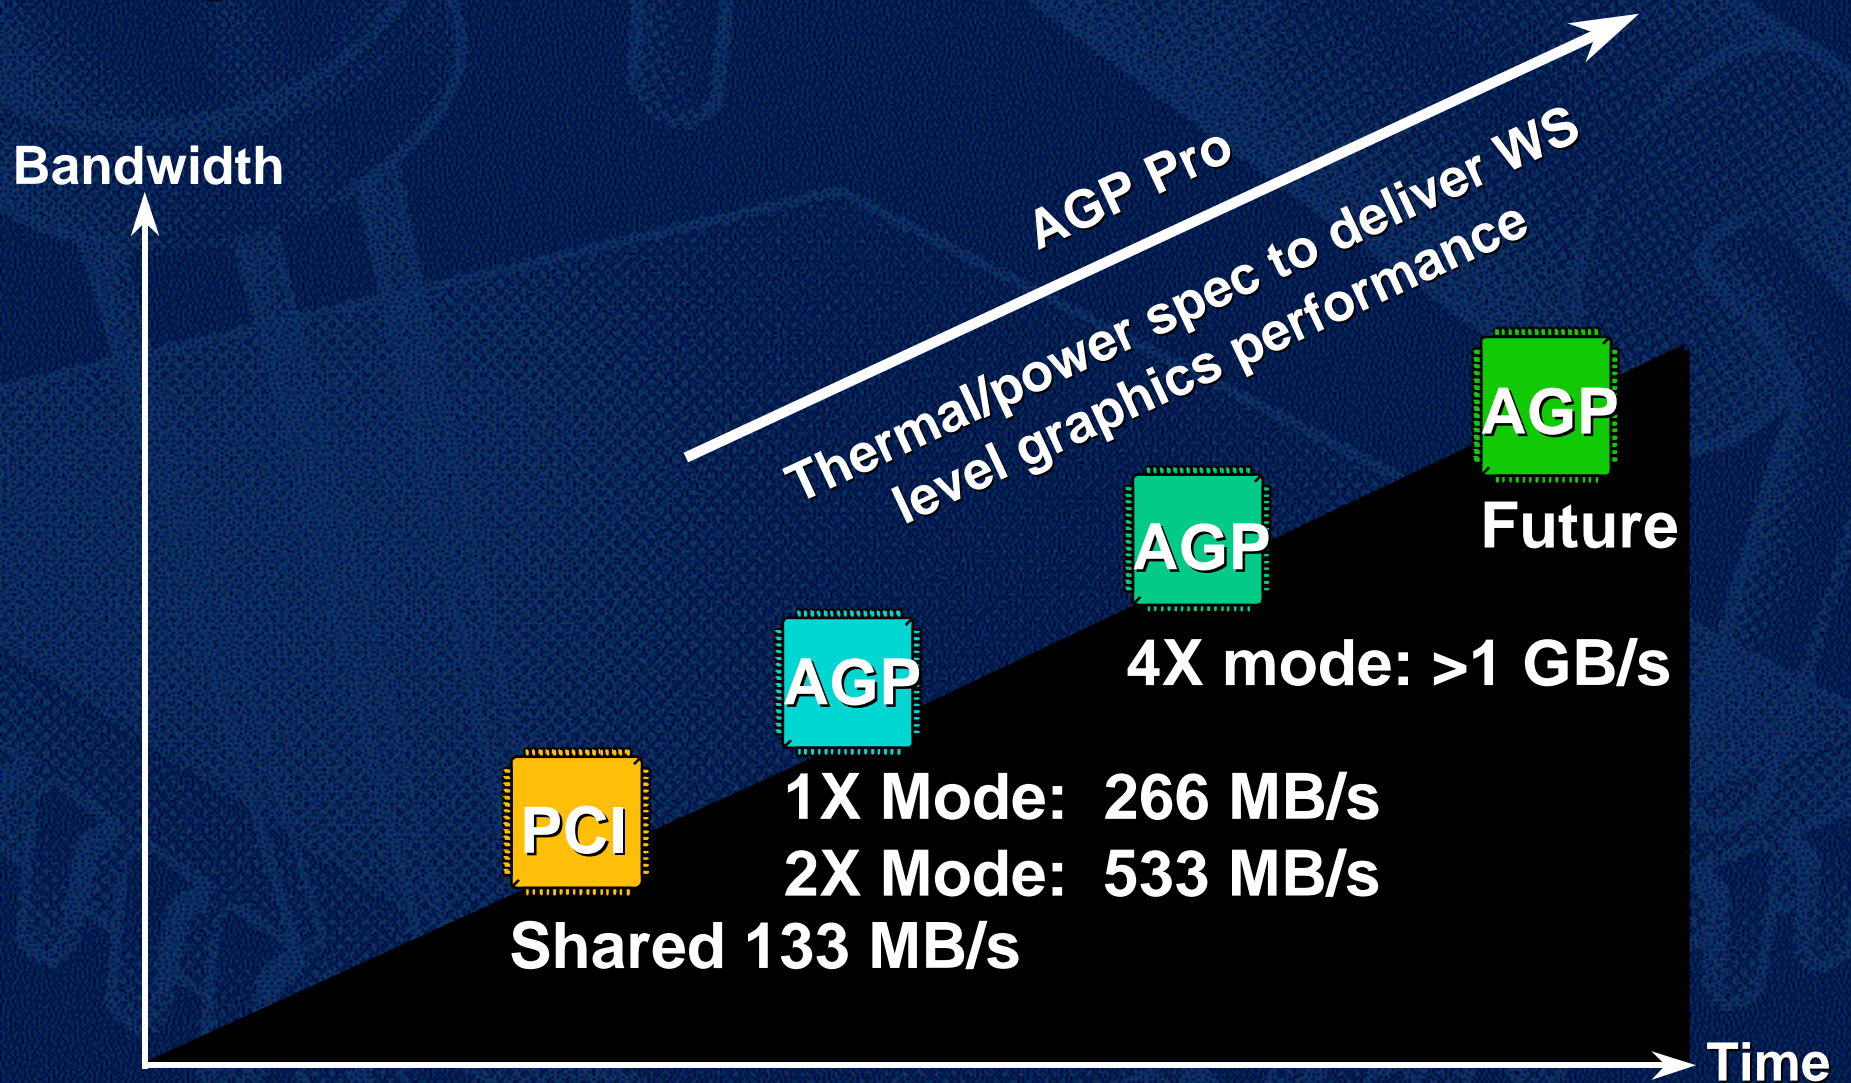 Bandwidth
AGP Pro
Thermal/power spec to deliver WS
level graphics performance
AGP
Future
AGP
4X mode: >1 GB/s
AGP
1X Mode: 266 MB/s
2X Mode: 533 MB/s
PCI
Shared 133 MB/s
Time